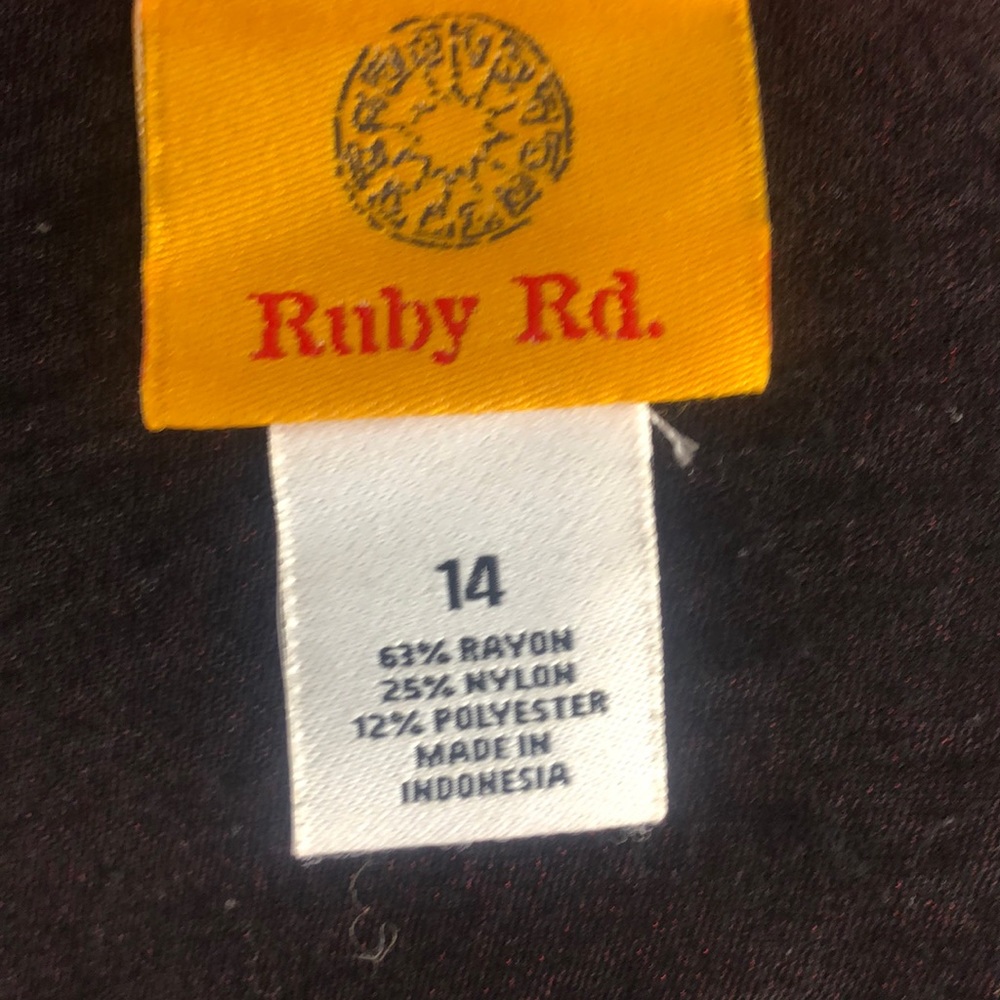 Ruby Rd.
14
63% RAYON
25% NYLON
12% POLYESTER
MADE IN
INDONESIA